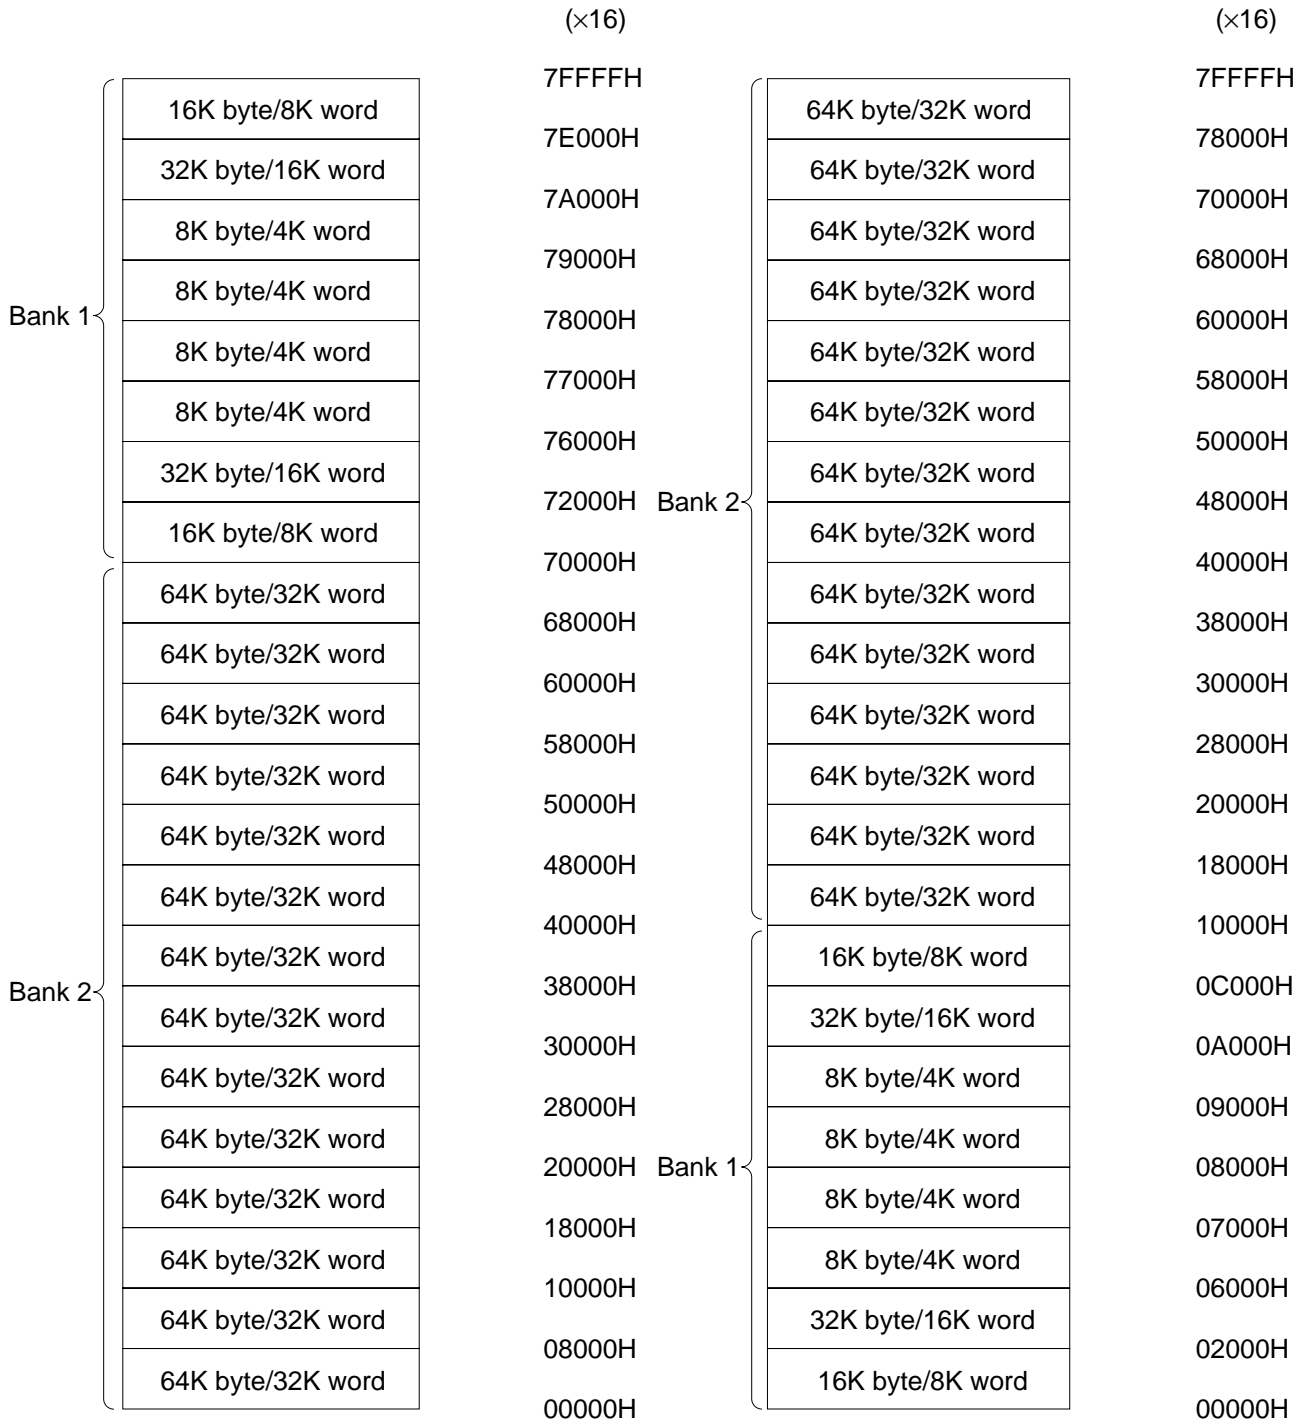 (×16)
7FFFFH
16K byte/8K word
7E000H
32K byte/16K word
7A000H
8K byte/4K word
79000H
8K byte/4K word
Bank 1
78000H
8K byte/4K word
77000H
8K byte/4K word
76000H
32K byte/16K word
72000H
16K byte/8K word
70000H
64K byte/32K word
68000H
64K byte/32K word
60000H
64K byte/32K word
58000H
64K byte/32K word
50000H
64K byte/32K word
48000H
64K byte/32K word
40000H
64K byte/32K word
Bank 2
38000H
64K byte/32K word
30000H
64K byte/32K word
28000H
64K byte/32K word
20000H
64K byte/32K word
18000H
64K byte/32K word
10000H
64K byte/32K word
08000H
64K byte/32K word
00000H
(×16)
7FFFFH
64K byte/32K word
78000H
64K byte/32K word
70000H
64K byte/32K word
68000H
64K byte/32K word
60000H
64K byte/32K word
58000H
64K byte/32K word
50000H
64K byte/32K word
Bank 2
48000H
64K byte/32K word
40000H
64K byte/32K word
38000H
64K byte/32K word
30000H
64K byte/32K word
28000H
64K byte/32K word
20000H
64K byte/32K word
18000H
64K byte/32K word
10000H
16K byte/8K word
0C000H
32K byte/16K word
0A000H
8K byte/4K word
09000H
8K byte/4K word
Bank 1
08000H
8K byte/4K word
07000H
8K byte/4K word
06000H
32K byte/16K word
02000H
16K byte/8K word
00000H